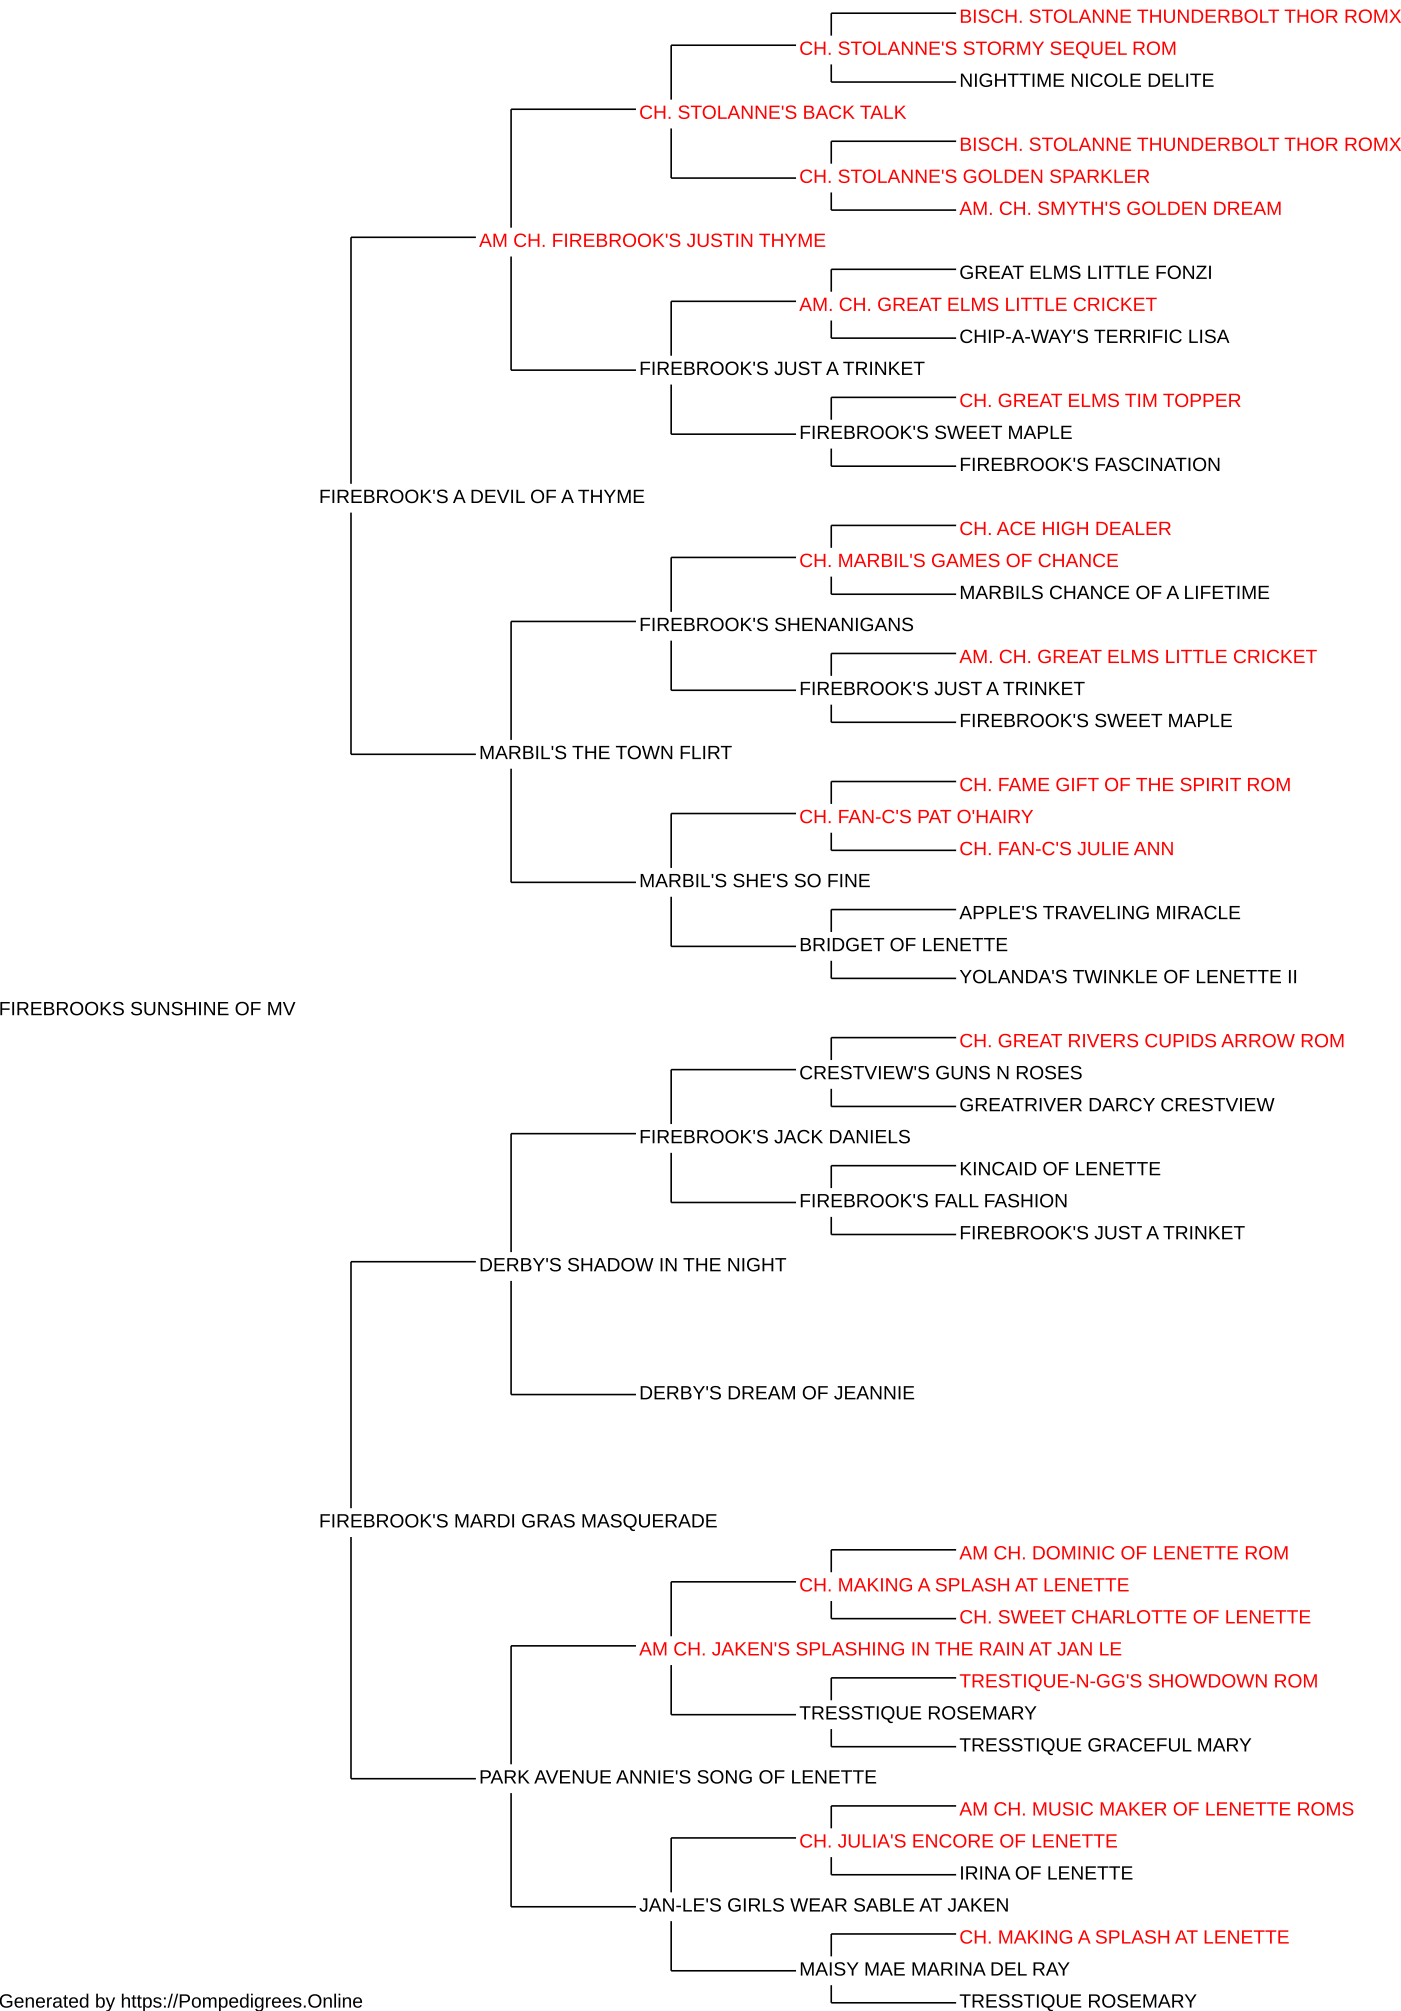 BISCH. STOLANNE THUNDERBOLT THOR ROMX
CH. STOLANNE'S STORMY SEQUEL ROM
NIGHTTIME NICOLE DELITE
CH. STOLANNE'S BACK TALK
BISCH. STOLANNE THUNDERBOLT THOR ROMX
CH. STOLANNE'S GOLDEN SPARKLER
AM. CH. SMYTH'S GOLDEN DREAM
AM CH. FIREBROOK'S JUSTIN THYME
GREAT ELMS LITTLE FONZI
AM. CH. GREAT ELMS LITTLE CRICKET
CHIP-A-WAY'S TERRIFIC LISA
FIREBROOK'S JUST A TRINKET
CH. GREAT ELMS TIM TOPPER
FIREBROOK'S SWEET MAPLE
FIREBROOK'S FASCINATION
FIREBROOK'S A DEVIL OF A THYME
CH. ACE HIGH DEALER
CH. MARBIL'S GAMES OF CHANCE
MARBILS CHANCE OF A LIFETIME
FIREBROOK'S SHENANIGANS
AM. CH. GREAT ELMS LITTLE CRICKET
FIREBROOK'S JUST A TRINKET
FIREBROOK'S SWEET MAPLE
MARBIL'S THE TOWN FLIRT
CH. FAME GIFT OF THE SPIRIT ROM
CH. FAN-C'S PAT O'HAIRY
CH. FAN-C'S JULIE ANN
MARBIL'S SHE'S SO FINE
APPLE'S TRAVELING MIRACLE
BRIDGET OF LENETTE
YOLANDA'S TWINKLE OF LENETTE II
FIREBROOKS SUNSHINE OF MV
CH. GREAT RIVERS CUPIDS ARROW ROM
CRESTVIEW'S GUNS N ROSES
GREATRIVER DARCY CRESTVIEW
FIREBROOK'S JACK DANIELS
KINCAID OF LENETTE
FIREBROOK'S FALL FASHION
FIREBROOK'S JUST A TRINKET
DERBY'S SHADOW IN THE NIGHT
DERBY'S DREAM OF JEANNIE
FIREBROOK'S MARDI GRAS MASQUERADE
AM CH. DOMINIC OF LENETTE ROM
CH. MAKING A SPLASH AT LENETTE
CH. SWEET CHARLOTTE OF LENETTE
AM CH. JAKEN'S SPLASHING IN THE RAIN AT JAN LE
TRESTIQUE-N-GG'S SHOWDOWN ROM
TRESSTIQUE ROSEMARY
TRESSTIQUE GRACEFUL MARY
PARK AVENUE ANNIE'S SONG OF LENETTE
AM CH. MUSIC MAKER OF LENETTE ROMS
CH. JULIA'S ENCORE OF LENETTE
IRINA OF LENETTE
JAN-LE'S GIRLS WEAR SABLE AT JAKEN
CH. MAKING A SPLASH AT LENETTE
MAISY MAE MARINA DEL RAY
TRESSTIQUE ROSEMARY
Generated by https://Pompedigrees.Online